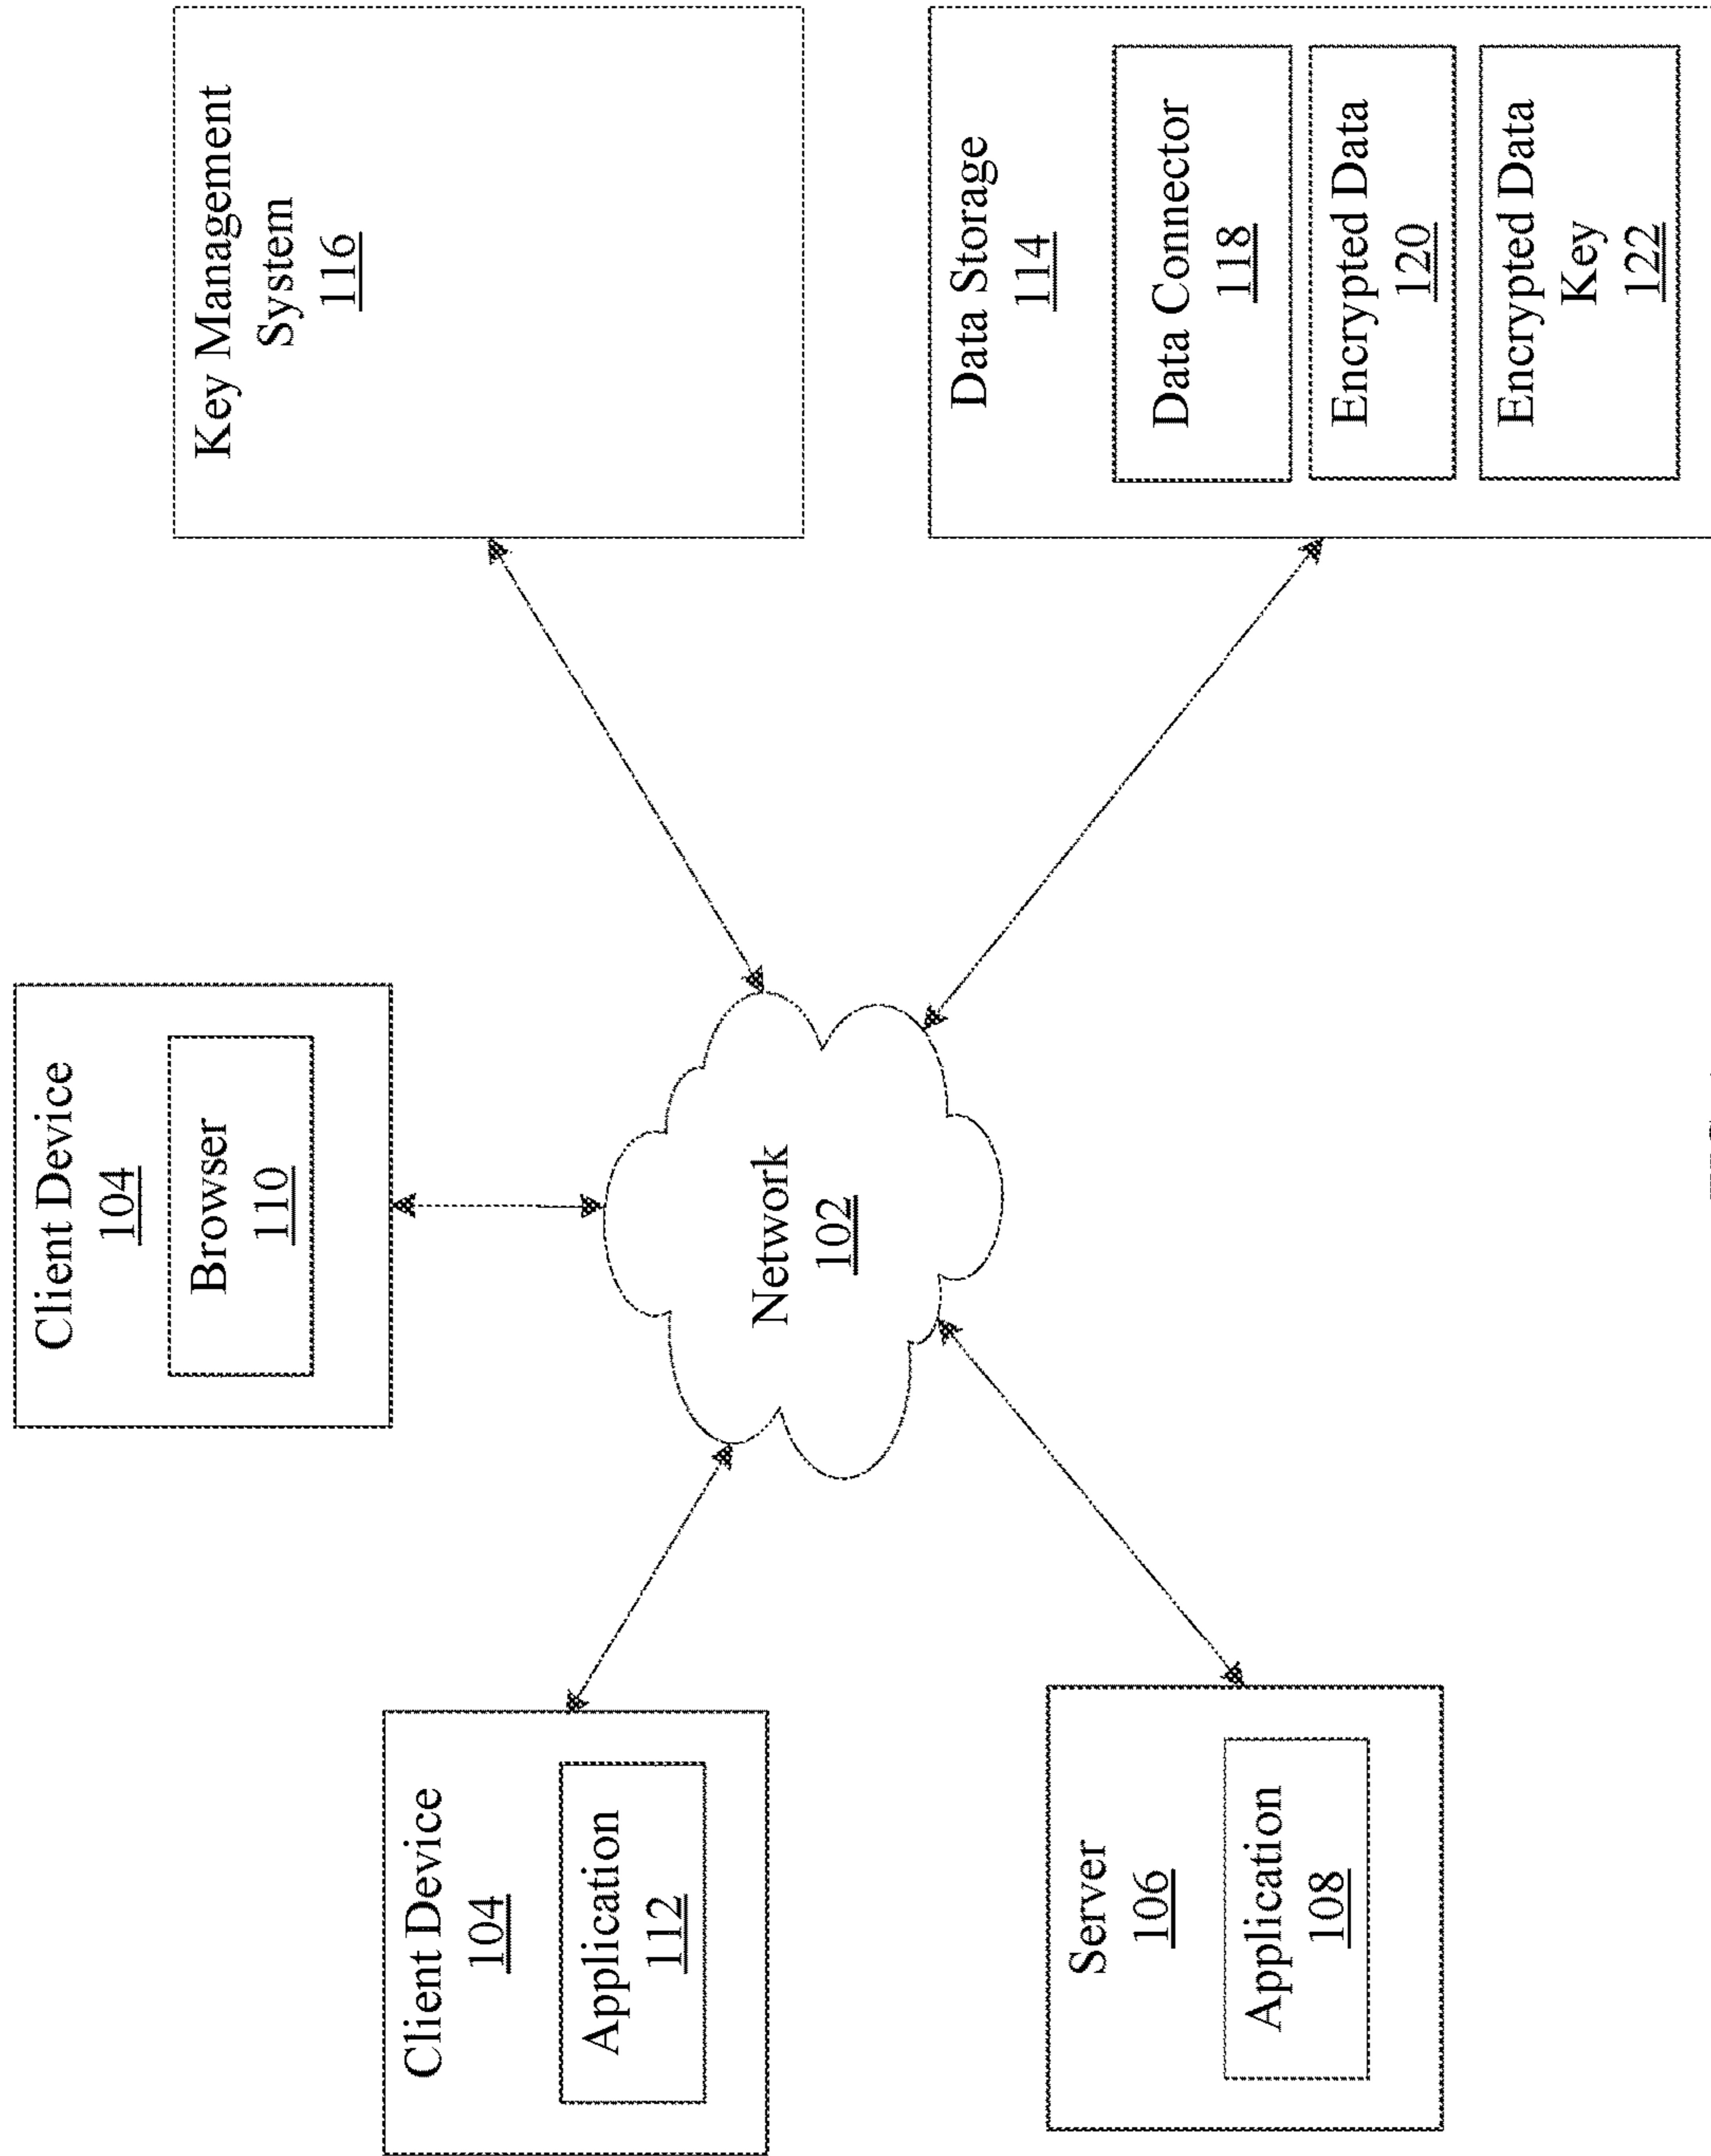 Client Device
104
Browser
110
Key Management
System
116
Client Device
104
Application
112
Network
102
Data Storage
114
Data Connector
118
Encrypted Data
120
Encrypted Data
Key
122
Server
106
Application
108